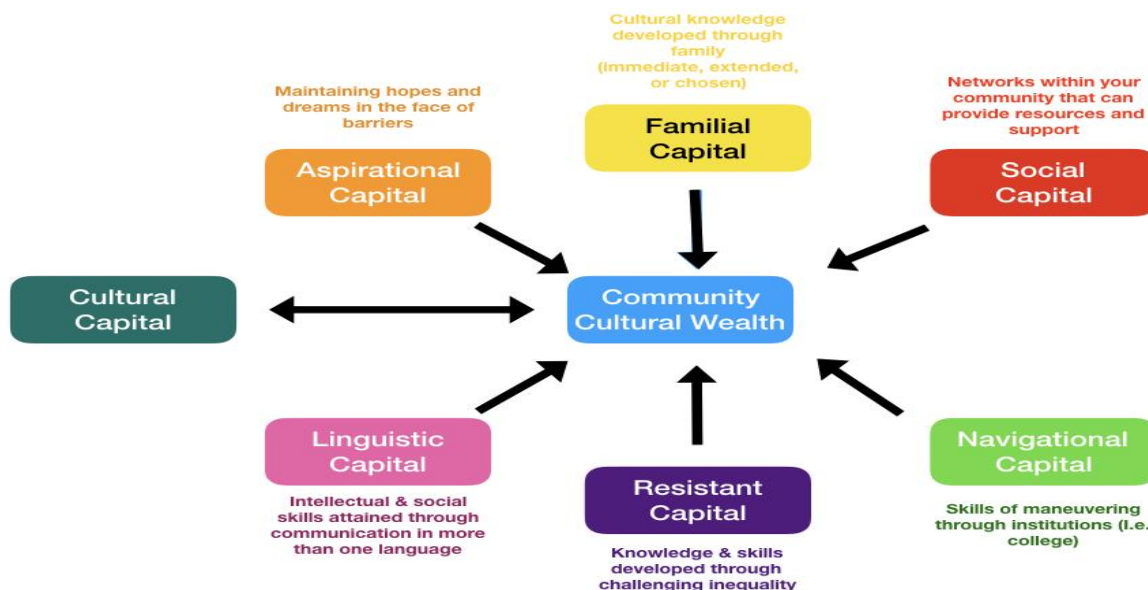 Cultural knowledge
developed through
family
(immediate, extended,
or chosen)
Familial
Capital
Maintaining hopes and
dreams in the face of
barriers
Aspirational
Capital
Networks within your
community that can
provide resources and
support
Social
Capital
Cultural
Capital
Community
Cultural Wealth
Linguistic
Capital
Intellectual & social
skills attained through
communication in more
than one language
Resistant
Capital
Knowledge & skills
developed through
challenging inequality
Navigational
Capital
Skills of maneuvering
through institutions (I.e.
college)